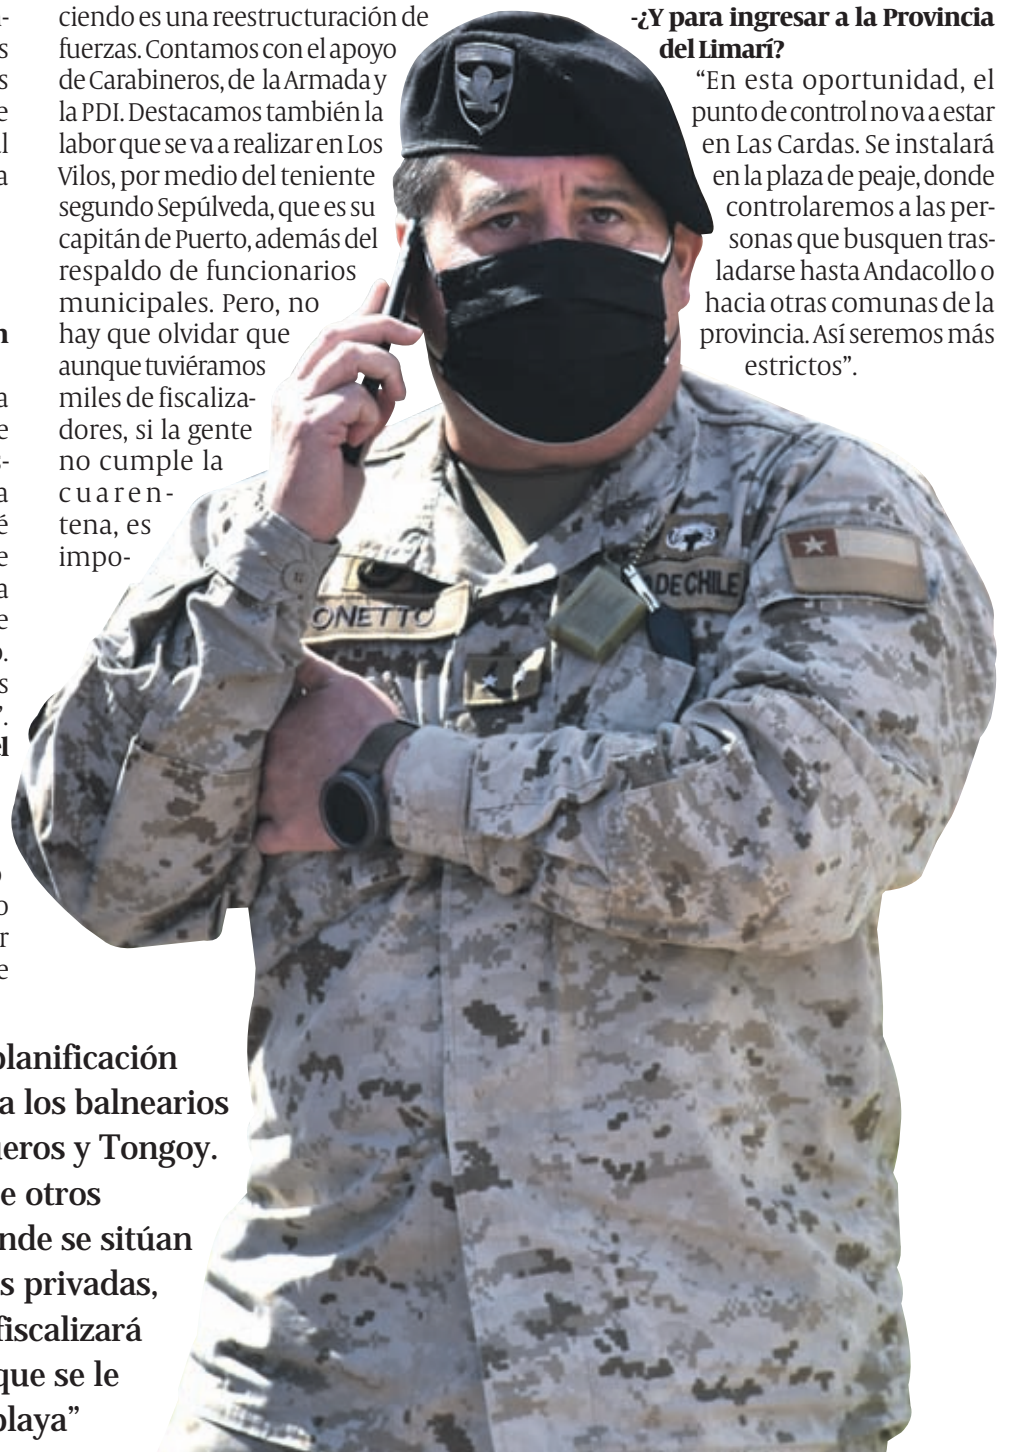 ciendo es una reestructuración de
fuerzas. Contamos con el apoyo
de Carabineros, de la Armada y
la PDI. Destacamos también la
labor que se va a realizar en Los
Vilos, por medio del teniente
segundo Sepúlveda, que es su
capitán de Puerto, además del
respaldo de funcionarios
municipales. Pero, no
hay que olvidar que
aunque tuviéramos
miles de fiscaliza-
dores, si la gente
no cumple la
cuaren-
tena, es
impo-
-¿Y para ingresar a la Provincia
del Limarí?
“En esta oportunidad, el
punto de control no va a estar
en Las Cardas. Se instalará
en la plaza de peaje, donde
controlaremos a las per-
sonas que busquen tras-
ladarse hasta Andacollo o
hacia otras comunas de la
provincia. Así seremos más
estrictos”.
ONETTO
DE CHILE
planificación
a los balnearios
ueros y Tongoy.
e otros
nde se sitúan
s privadas,
fiscalizará
que se le
playa”